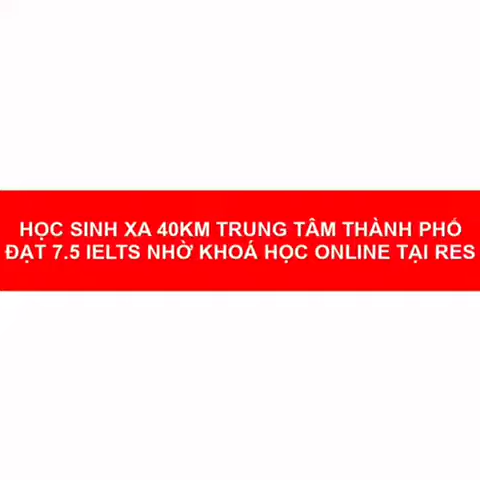 HỌC SINH XA 40KM TRUNG TÂM THÀNH PHỐ
ĐẠT 7.5 IELTS NHỜ KHOÁ HỌC ONLINE TẠI RES